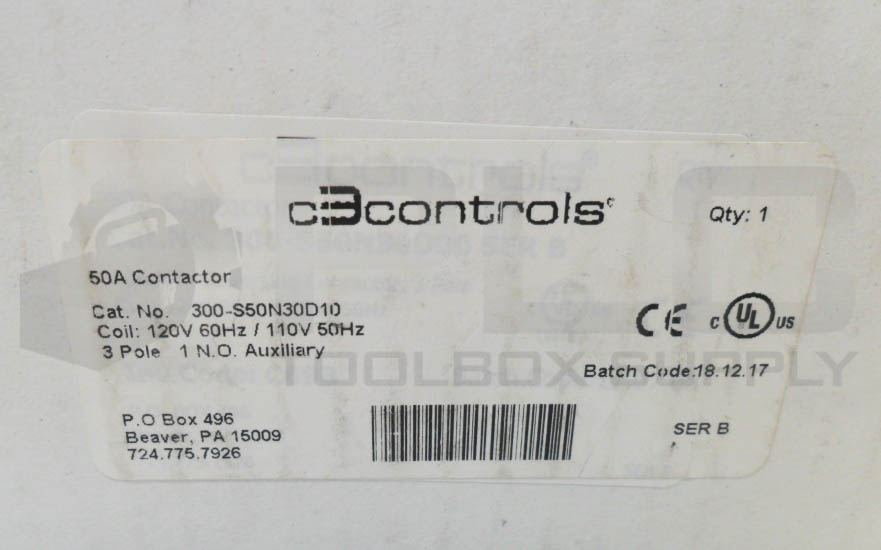 c3controls
Qty: 1
50A Contactor
Cat. No. 300-S50N30D10
Coil: 120V 60Hz / 110V 50Hz
3 Pole 1 N.O. Auxiliary
CE C UL US
Batch Code:18.12.17
TOOLBOX SUPPLY
P.O Box 496
Beaver, PA 15009
724.775.7926
SER B